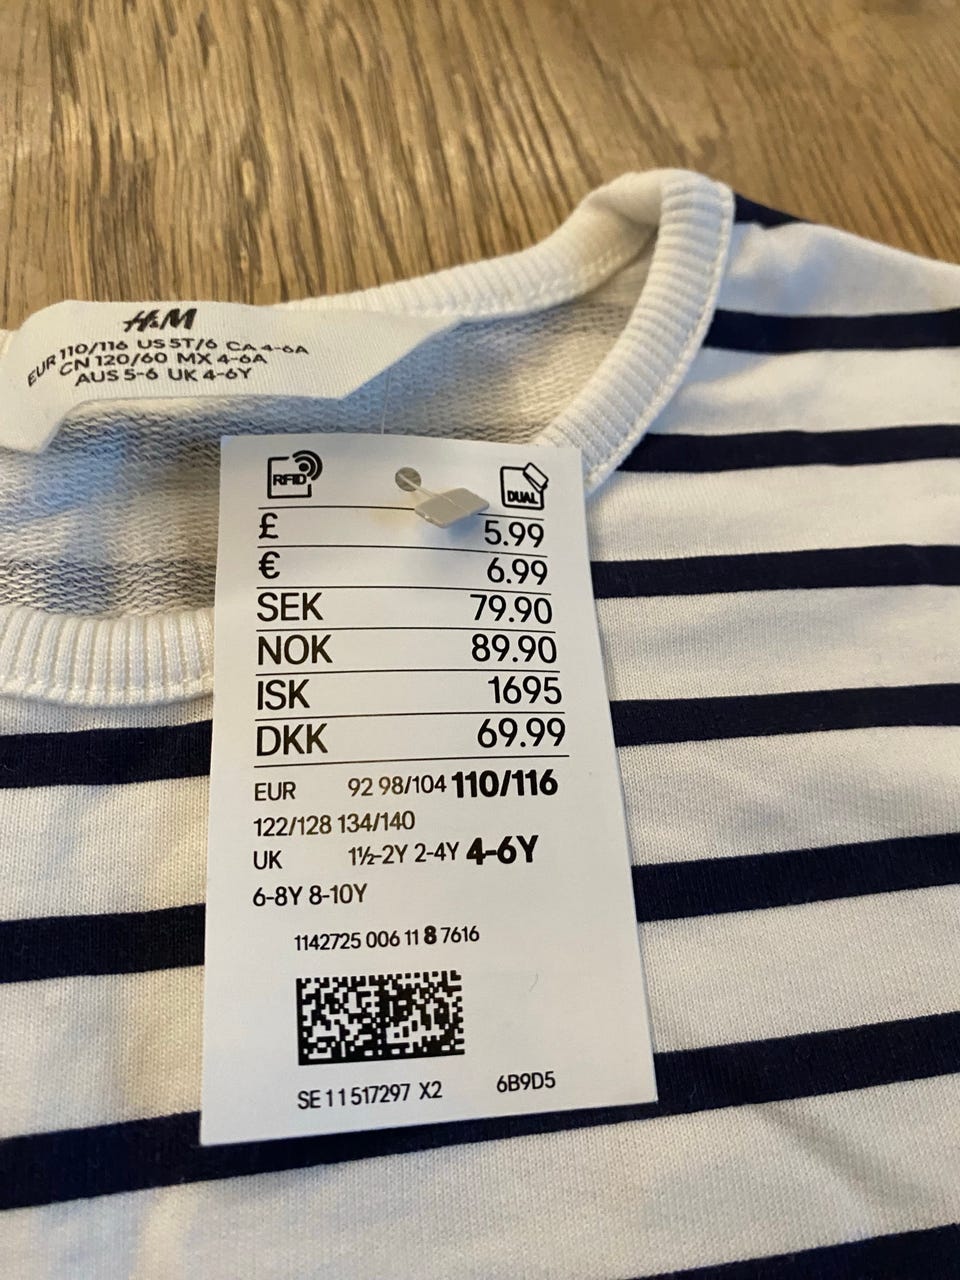 H&M
EUR 110/116 US 5T/6 CA 4-6A
CN 120/60 MX 4-6A
AUS 5-6 UK 4-6Y
RFID
DUAL
£ 5.99
€ 6.99
SEK 79.90
NOK 89.90
ISK 1695
DKK 69.99
EUR 92 98/104 110/116
122/128 134/140
UK 1½-2Y 2-4Y 4-6Y
6-8Y 8-10Y
1142725 006 11 8 7616
SE 11 517297 X2 6B9D5